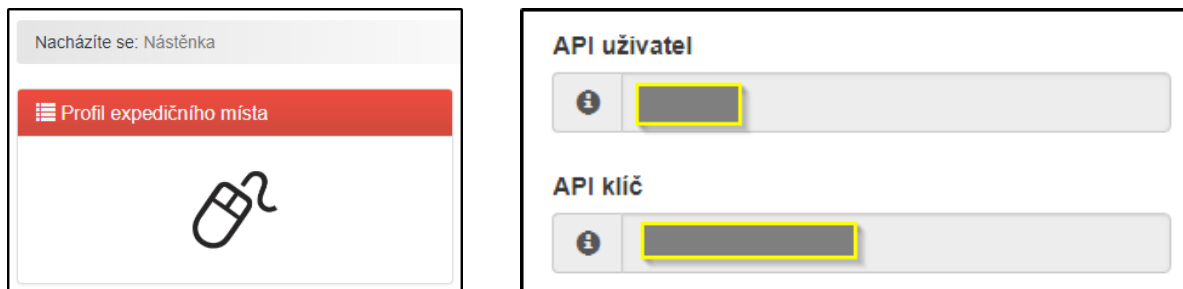 Nacházíte se: Nástěnka
Profil expedičního místa
API uživatel
API klíč